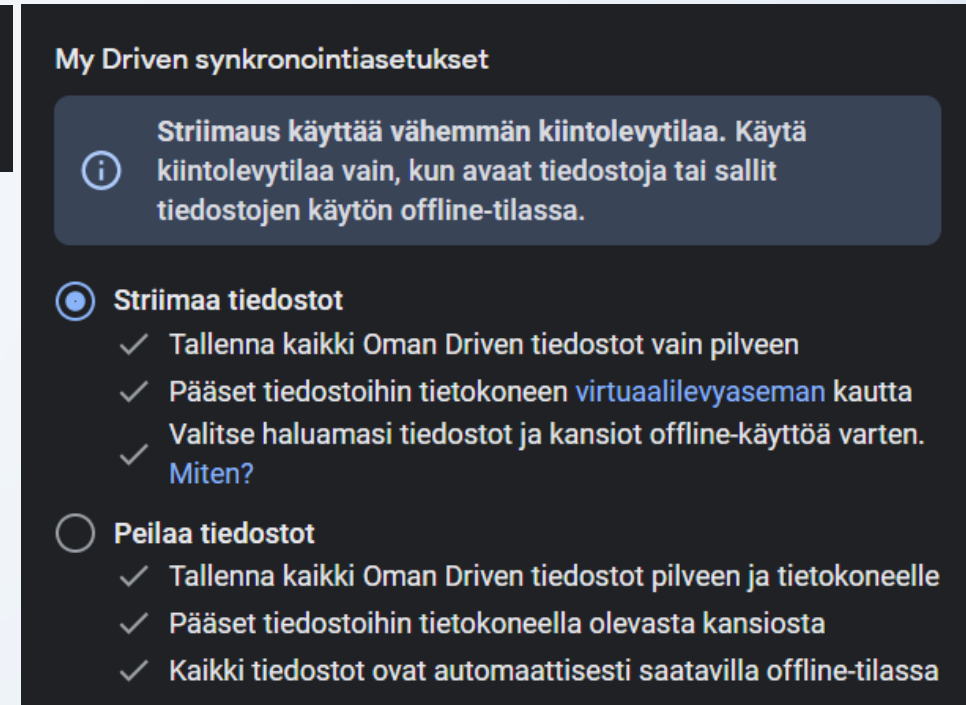 My Driven synkronointiasetukset
Striimaus käyttää vähemmän kiintolevytilaa. Käytä
kiintolevytilaa vain, kun avaat tiedostoja tai sallit
tiedostojen käytön offline-tilassa.
Striimaa tiedostot
Tallenna kaikki Oman Driven tiedostot vain pilveen
Pääset tiedostoihin tietokoneen virtuaalilevyaseman kautta
Valitse haluamasi tiedostot ja kansiot offline-käyttöä varten.
Miten?
Peilaa tiedostot
Tallenna kaikki Oman Driven tiedostot pilveen ja tietokoneelle
Pääset tiedostoihin tietokoneella olevasta kansiosta
Kaikki tiedostot ovat automaattisesti saatavilla offline-tilassa